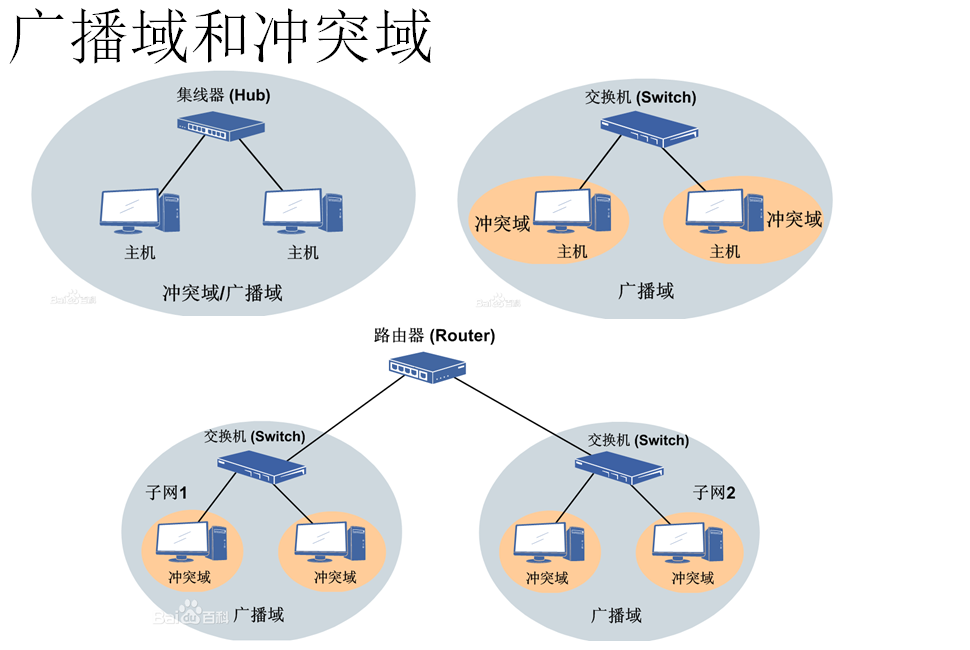 广播域和冲突域
集线器 (Hub)
主机
主机
冲突域/广播域
Baidu百科
交换机 (Switch)
冲突域
主机
冲突域
主机
广播域
Baidu百科
路由器 (Router)
交换机 (Switch)
子网1
冲突域
冲突域
广播域
Baidu百科
交换机 (Switch)
子网2
冲突域
冲突域
广播域